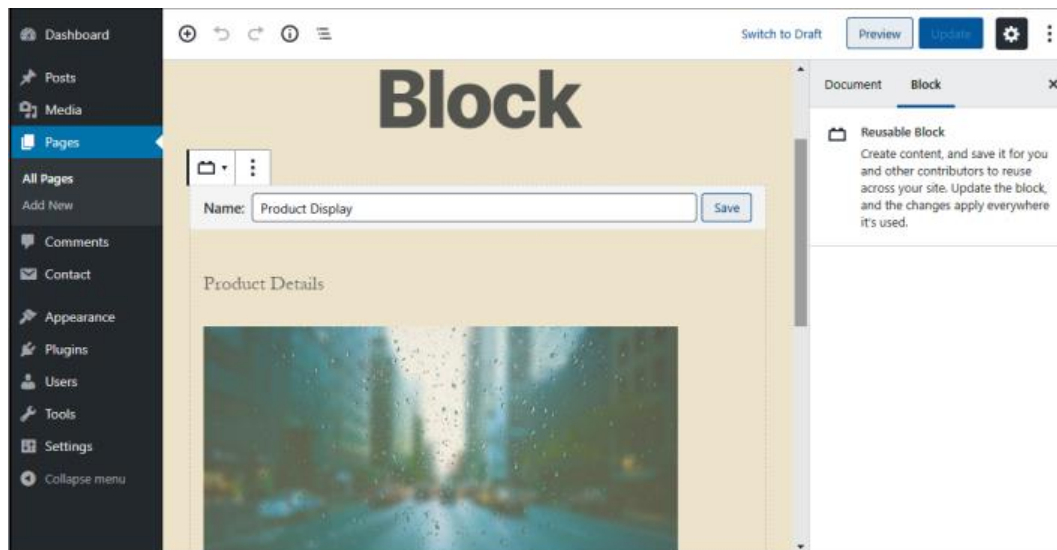 Dashboard
Posts
Media
Pages
All Pages
Add New
Comments
Contact
Appearance
Plugins
Users
Tools
Settings
Collapse menu
Switch to Draft
Preview
Update
Block
Name:
Product Display
Save
Product Details
Document
Block
Reusable Block
Create content, and save it for you
and other contributors to reuse
across your site. Update the block,
and the changes apply everywhere
it's used.